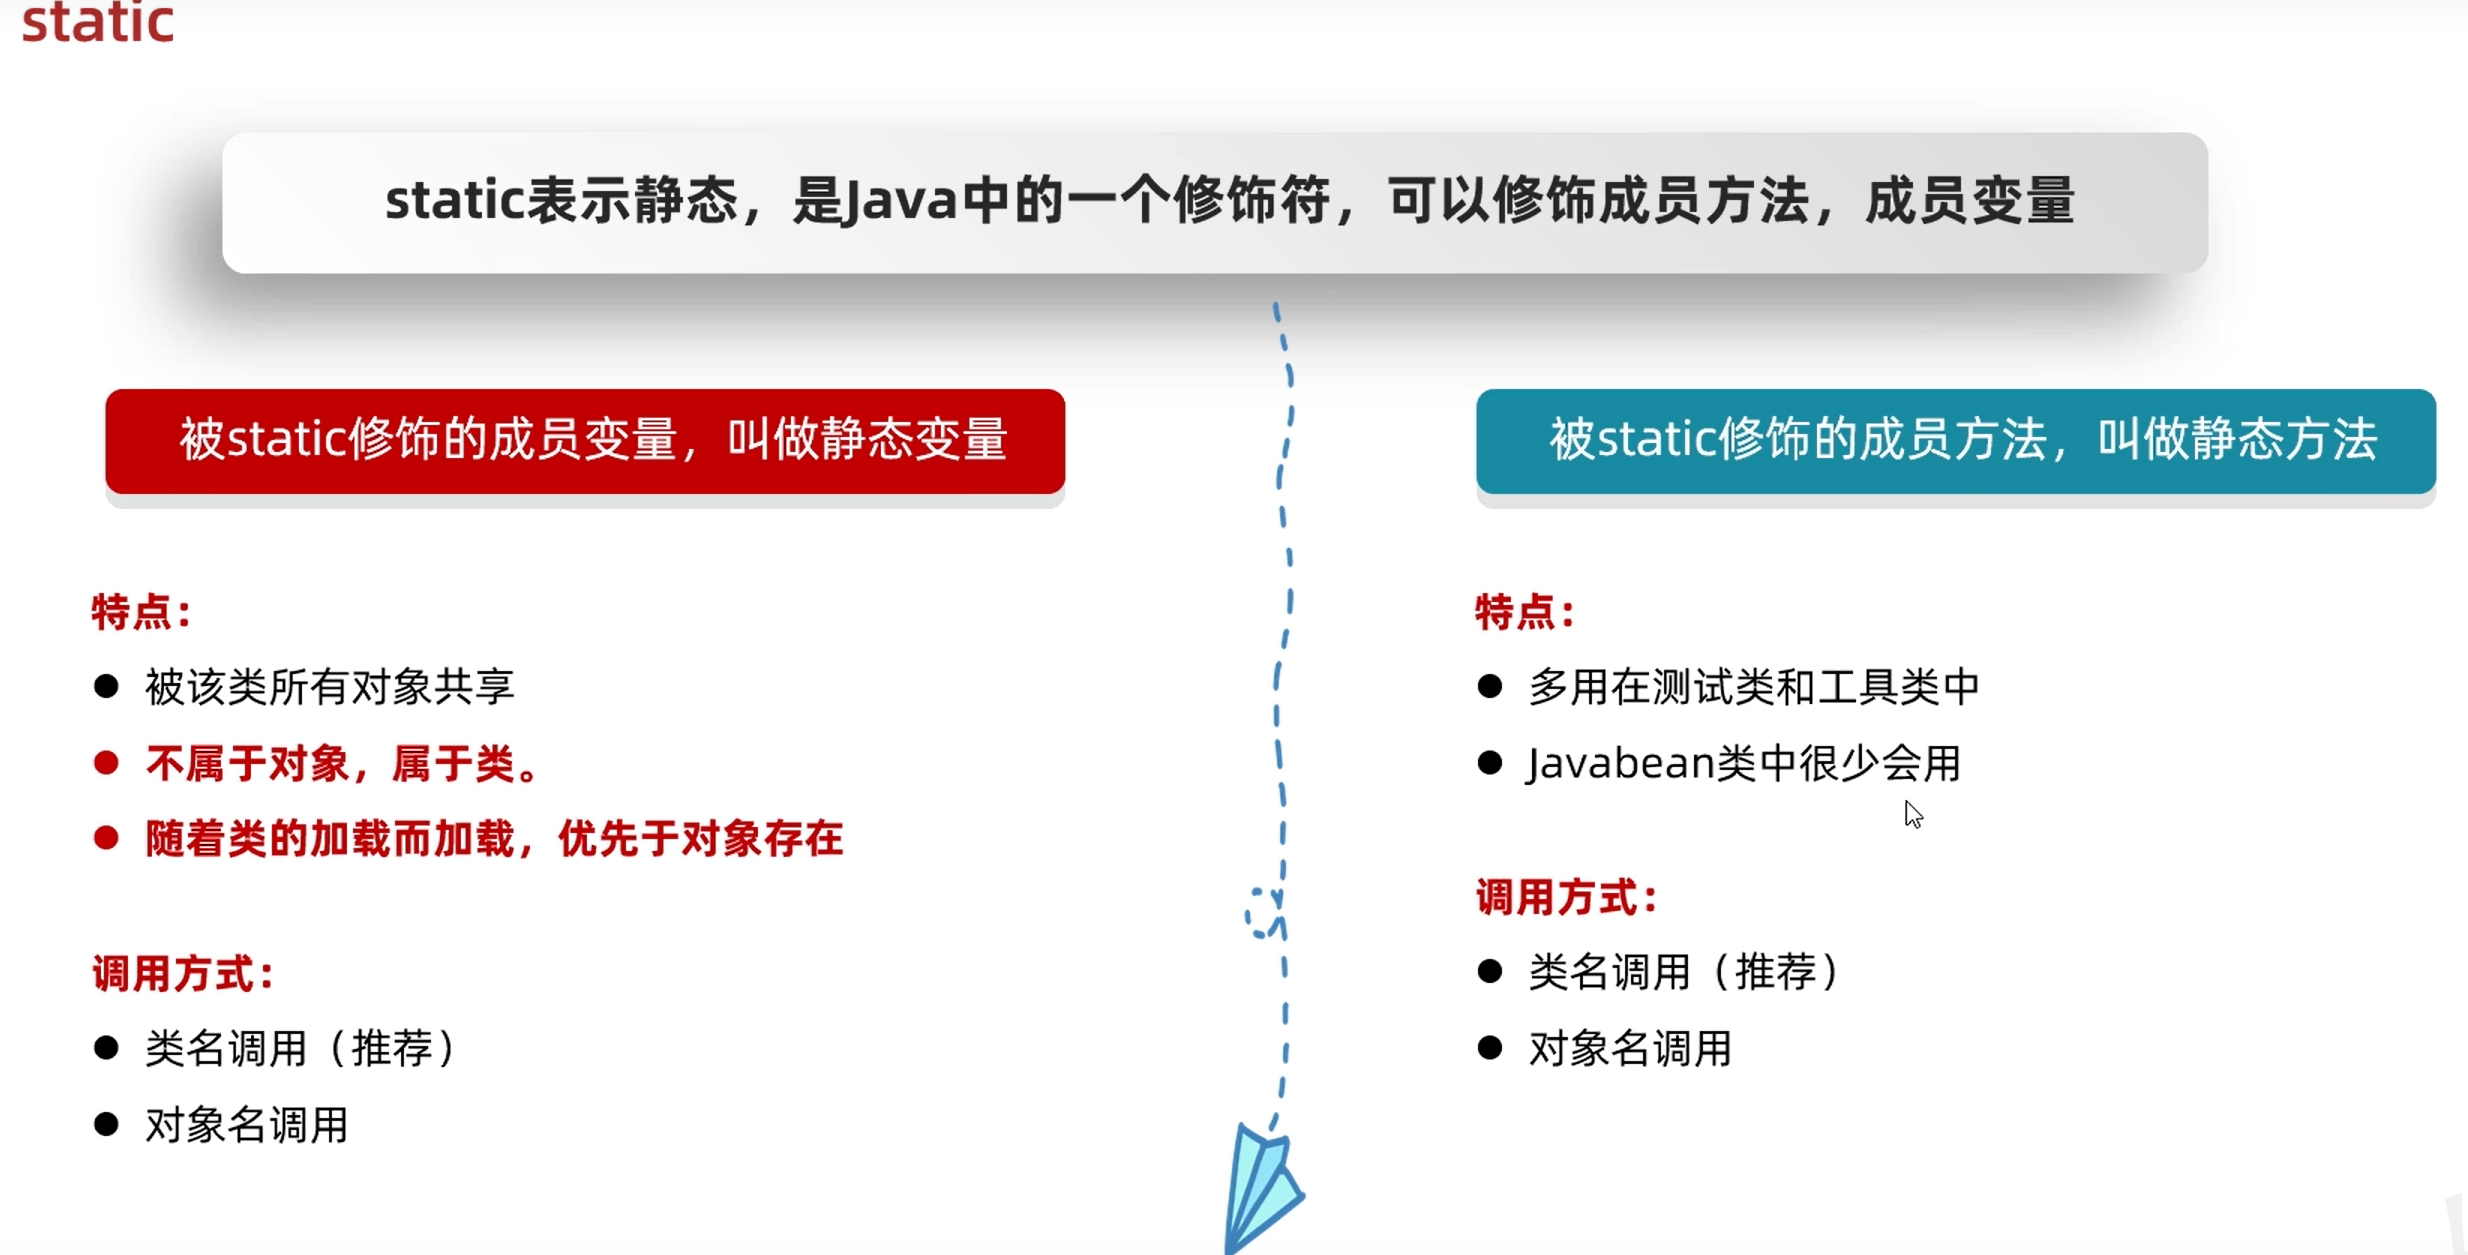 static
static表示静态，是Java中的一个修饰符，可以修饰成员方法，成员变量
被static修饰的成员变量，叫做静态变量
特点：
被该类所有对象共享
不属于对象，属于类。
随着类的加载而加载，优先于对象存在
调用方式：
类名调用（推荐）
对象名调用
被static修饰的成员方法，叫做静态方法
特点：
多用在测试类和工具类中
Javabean类中很少会用
调用方式：
类名调用（推荐）
对象名调用